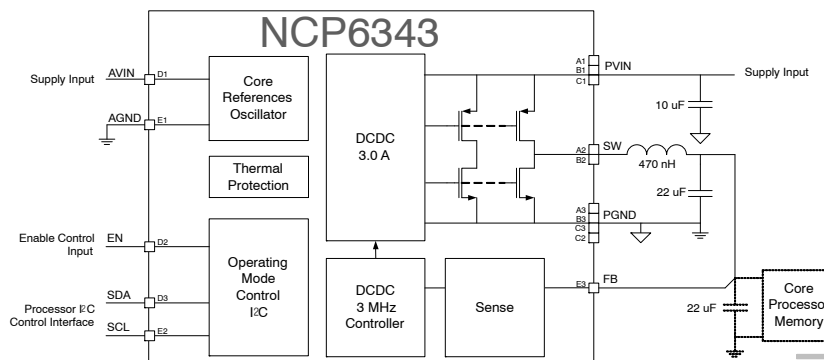 NCP6343
Supply Input
AVIN
D1
AGND
E1
Core
References
Oscillator
Thermal
Protection
Enable Control
Input
EN
D2
Processor I²C
Control Interface
SDA
D3
SCL
E2
Operating
Mode
Control
I²C
DCDC
3.0 A
DCDC
3 MHz
Controller
Sense
A1
B1
C1
PVIN
Supply Input
10 uF
A2
B2
SW
470 nH
22 uF
A3
B3
C3
C2
PGND
E3
FB
22 uF
Core
Processor
Memory